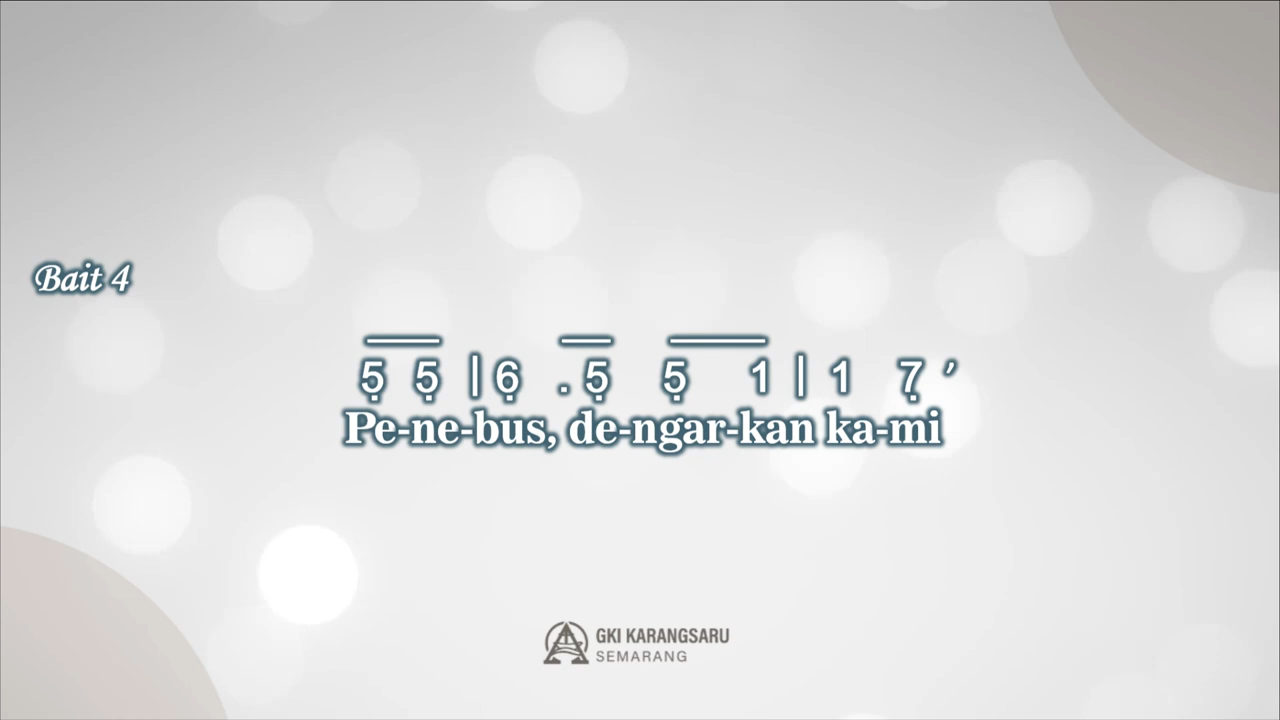 Bait 4
5̣ 5̣ | 6̣ . 5̣ 5̣ 1 | 1 7̣ ’
Pe-ne-bus, de-ngar-kan ka-mi
GKI KARANGSARU
SEMARANG